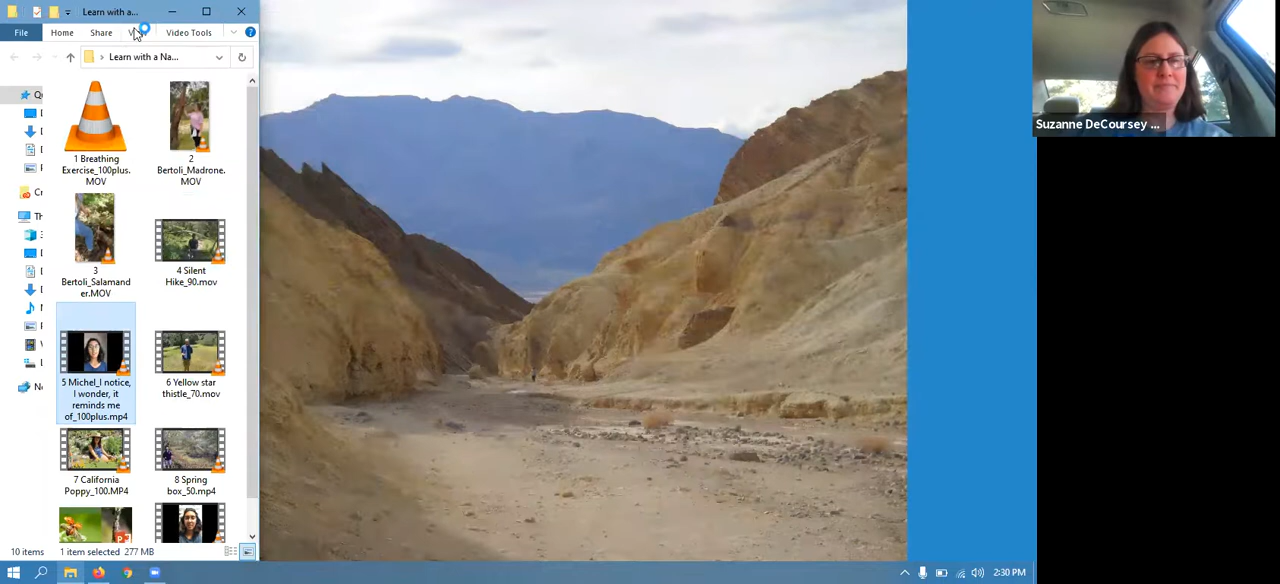 Learn with a...
File
Home
Share
Video Tools
Learn with a Na...
1 Breathing
Exercise_100plus.
MOV
2
Bertoli_Madrone.
MOV
3
Bertoli_Salamand
er.MOV
4 Silent
Hike_90.mov
5 Michel_I notice,
I wonder, it
reminds me
of_100plus.mp4
6 Yellow star
thistle_70.mov
7 California
Poppy_100.MP4
8 Spring
box_50.mp4
10 items
1 item selected
277 MB
Suzanne DeCoursey ...
2:30 PM